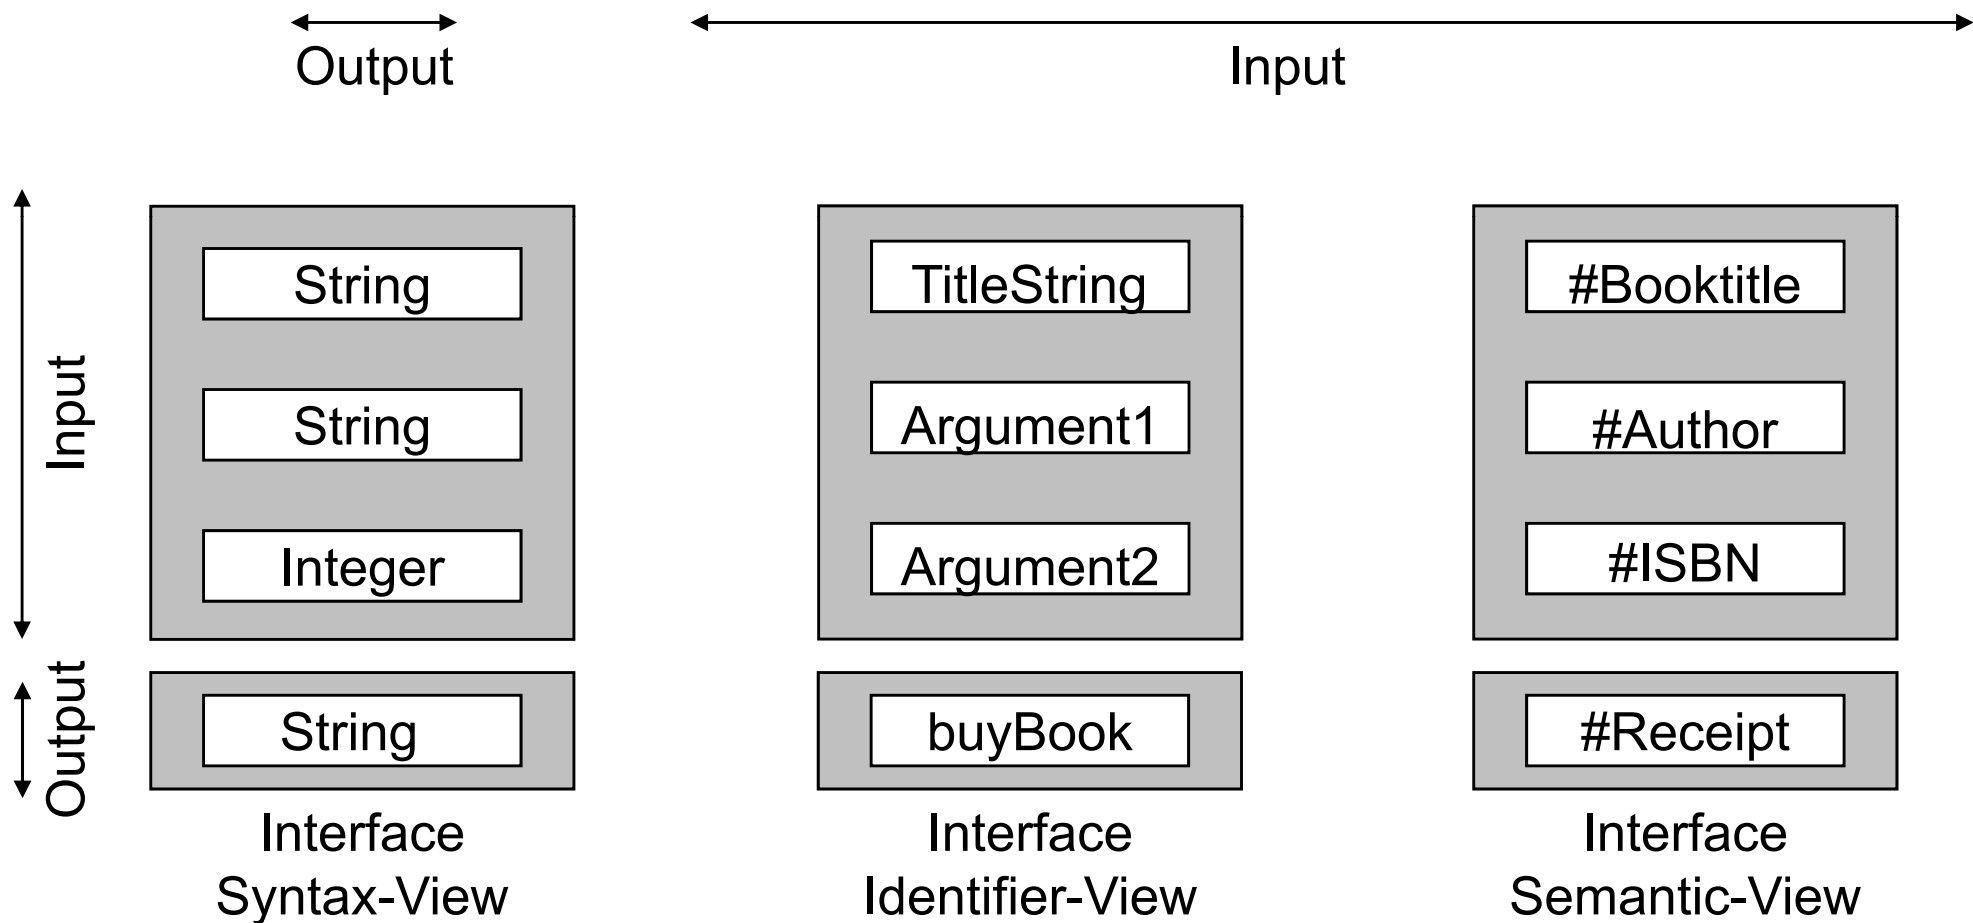 Output
Input
Input
String
TitleString
#Booktitle
String
Argument1
#Author
Integer
Argument2
#ISBN
Output
String
buyBook
#Receipt
Interface
Syntax-View
Interface
Identifier-View
Interface
Semantic-View